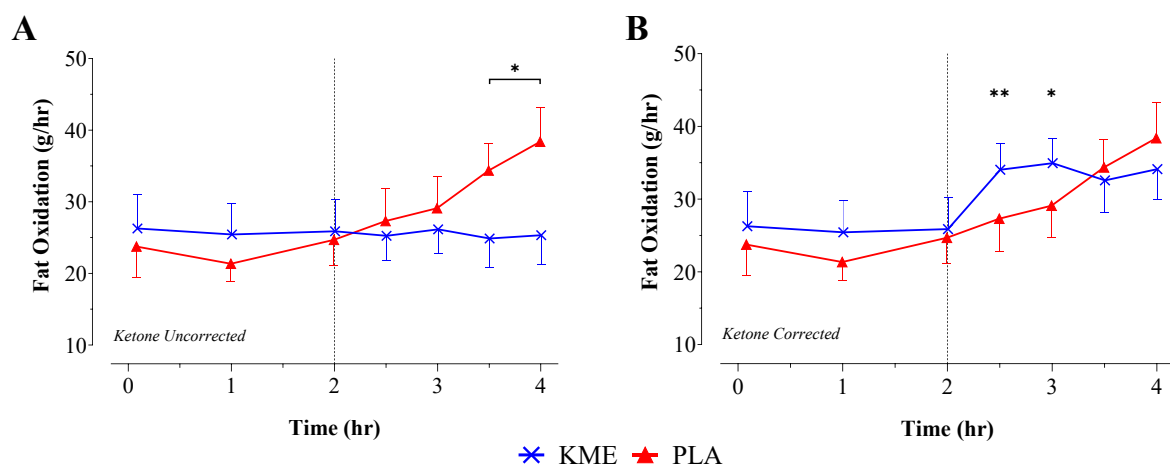 A
Fat Oxidation (g/hr)
50
40
30
20
10
*
Ketone Uncorrected
0 1 2 3 4
Time (hr)
B
Fat Oxidation (g/hr)
50
40
30
20
10
** *
Ketone Corrected
0 1 2 3 4
Time (hr)
KME PLA